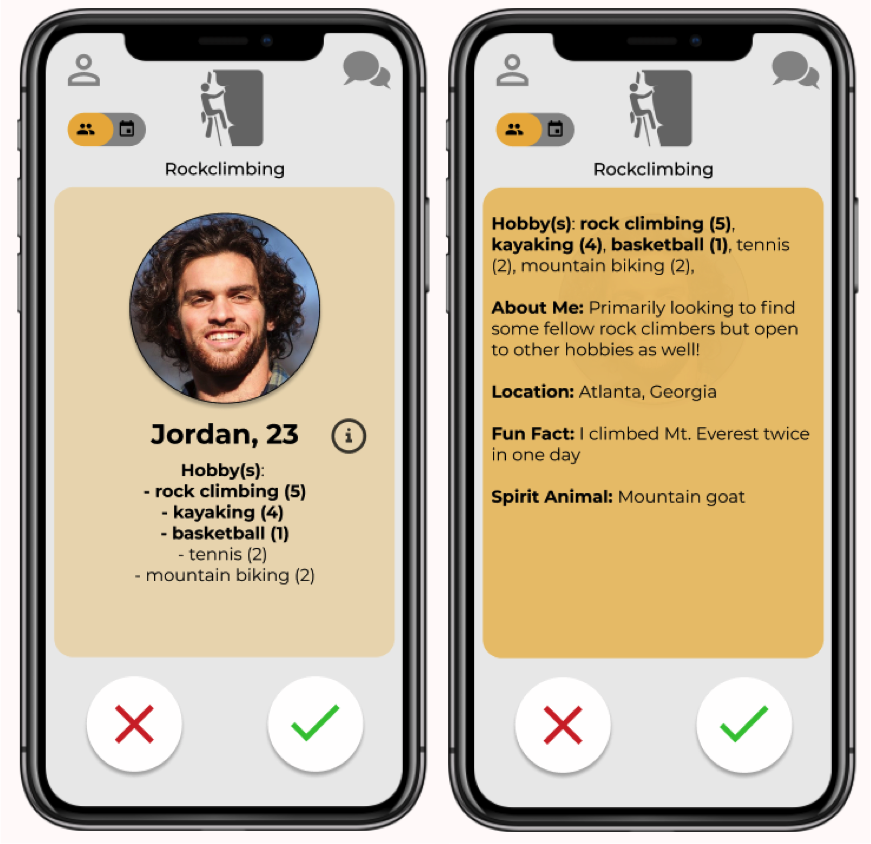 Rockclimbing
Jordan, 23
Hobby(s):
- rock climbing (5)
- kayaking (4)
- basketball (1)
- tennis (2)
- mountain biking (2)
Rockclimbing
Hobby(s): rock climbing (5),
kayaking (4), basketball (1), tennis
(2), mountain biking (2),
About Me: Primarily looking to find
some fellow rock climbers but open
to other hobbies as well!
Location: Atlanta, Georgia
Fun Fact: I climbed Mt. Everest twice
in one day
Spirit Animal: Mountain goat